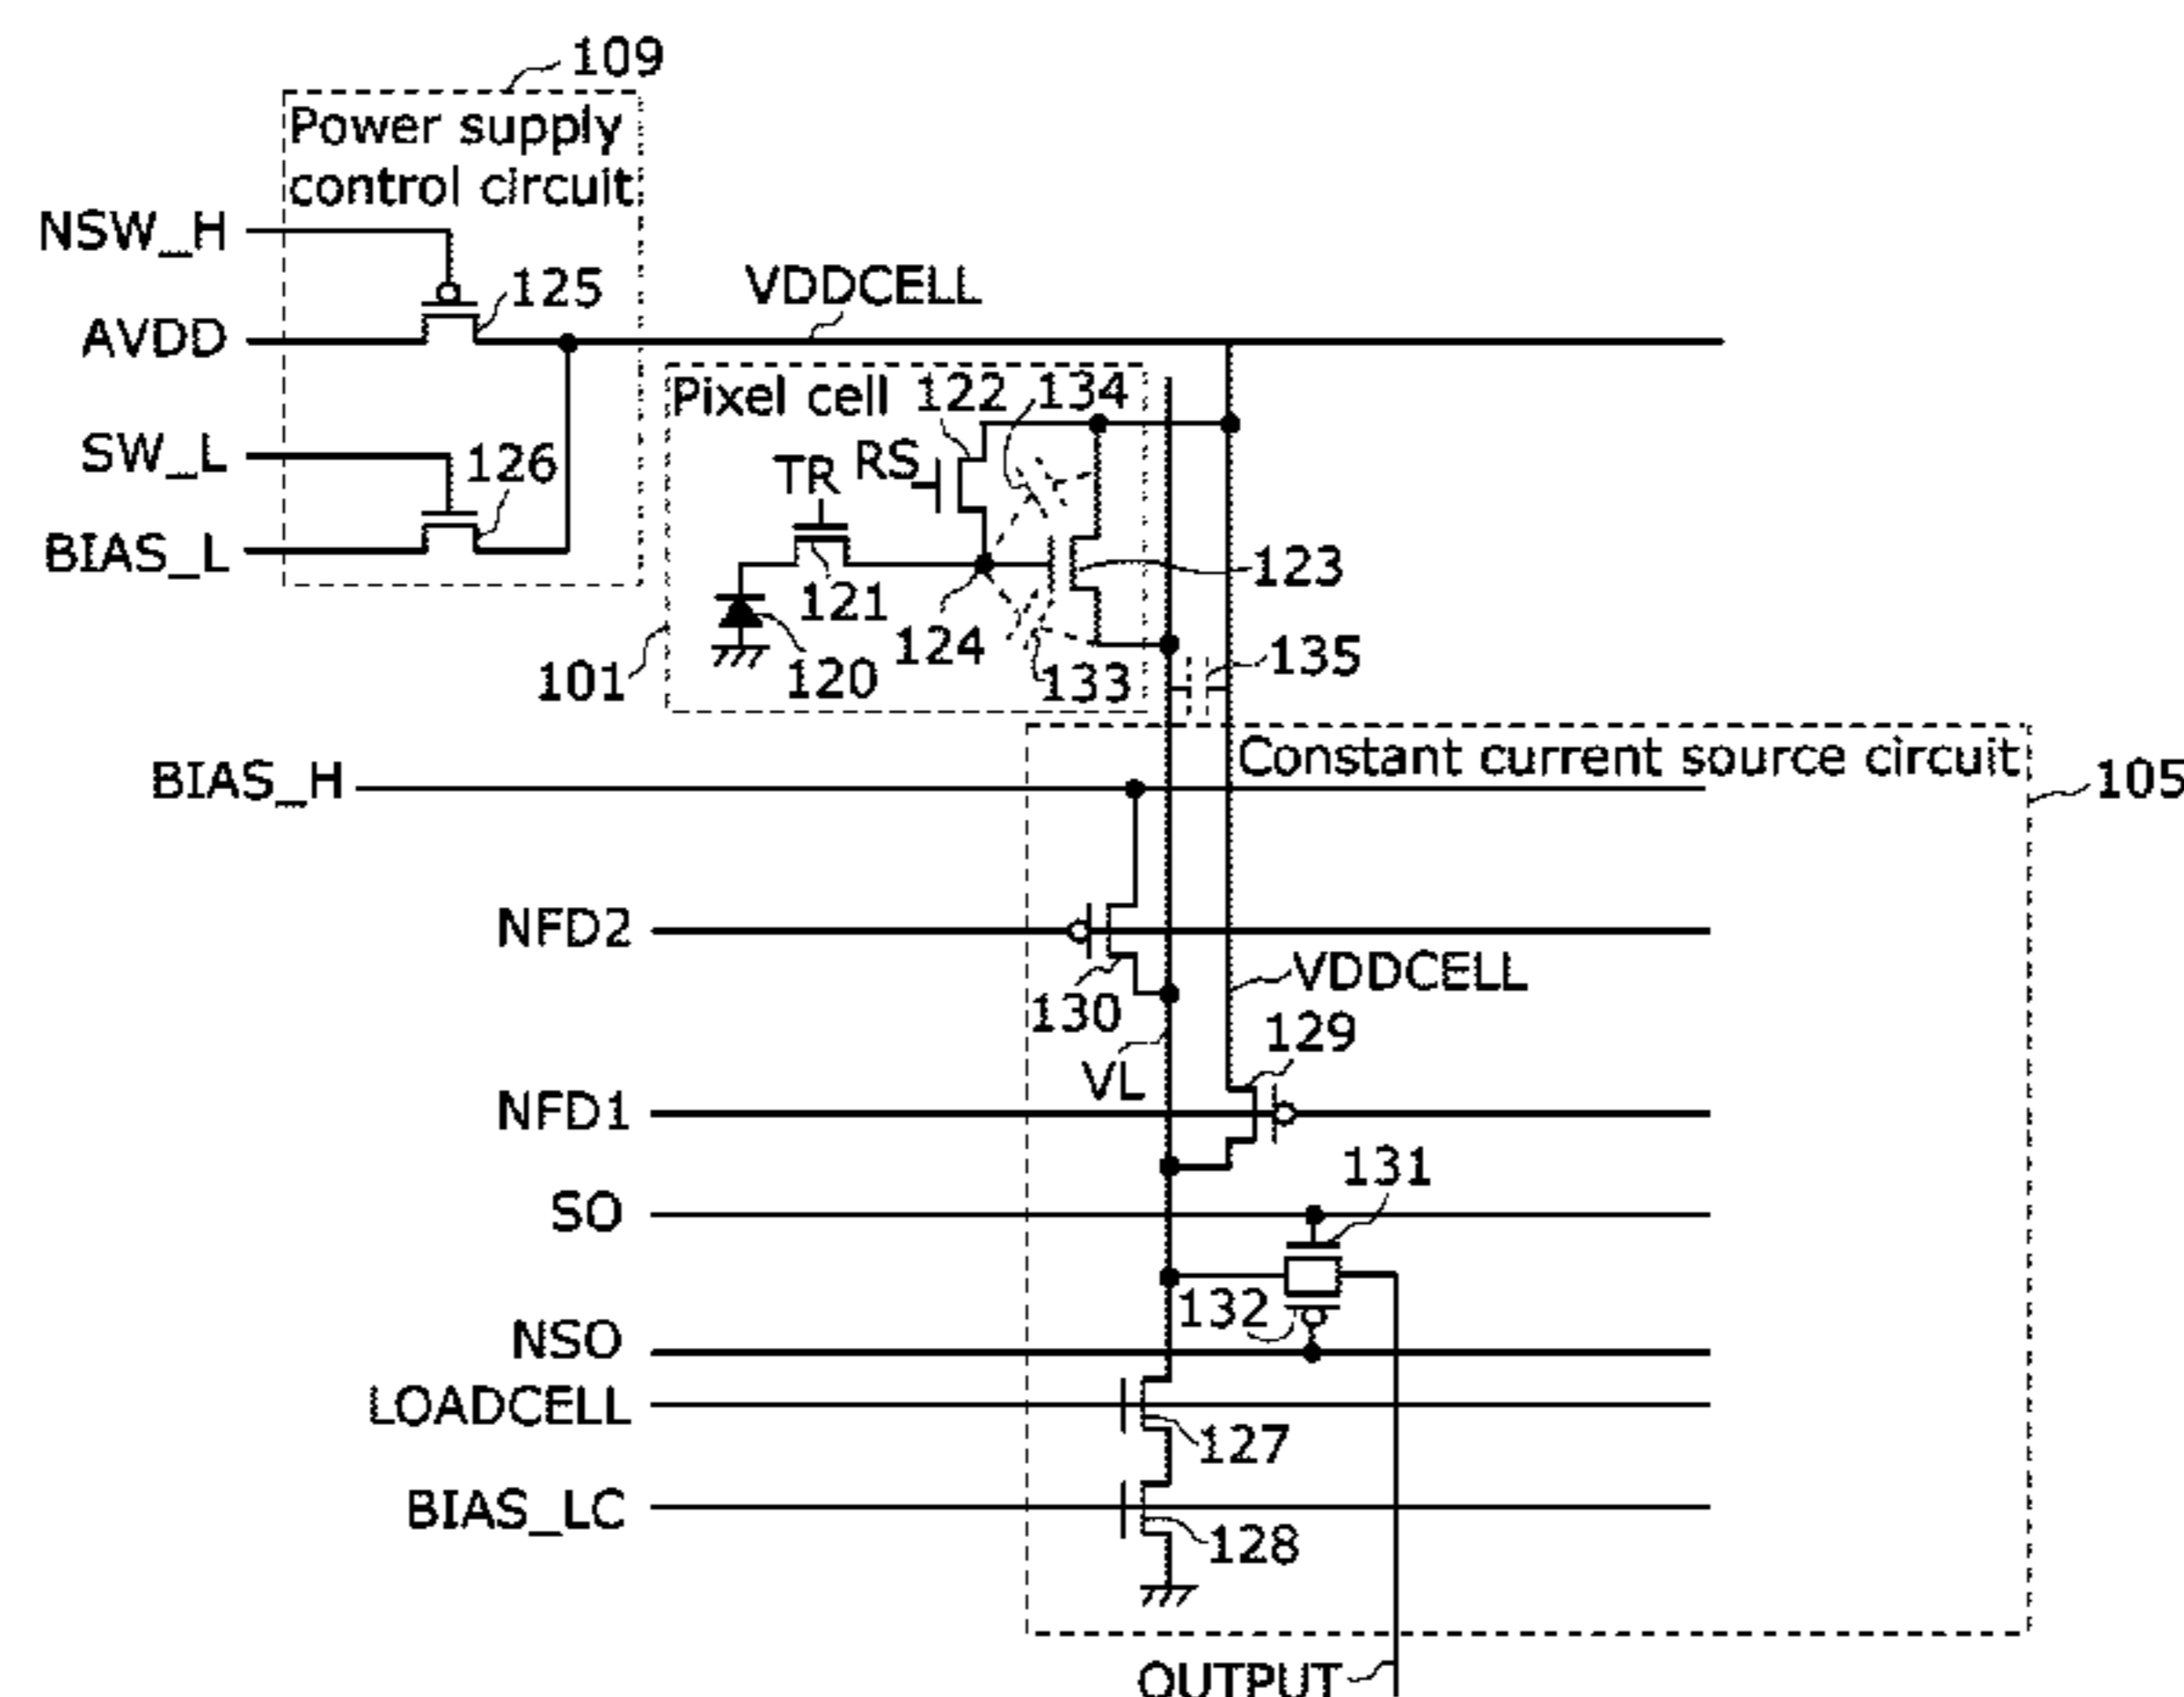 109
Power supply
control circuit
NSW_H
125
AVDD
VDDCELL
SW_L
126
BIAS_L
Pixel cell
122
134
RS
TR
123
121
124
120
133
135
101
Constant current source circuit
105
BIAS_H
NFD2
VDDCELL
130
129
VL
NFD1
131
SO
132
NSO
LOADCELL
127
BIAS_LC
128
OUTPUT